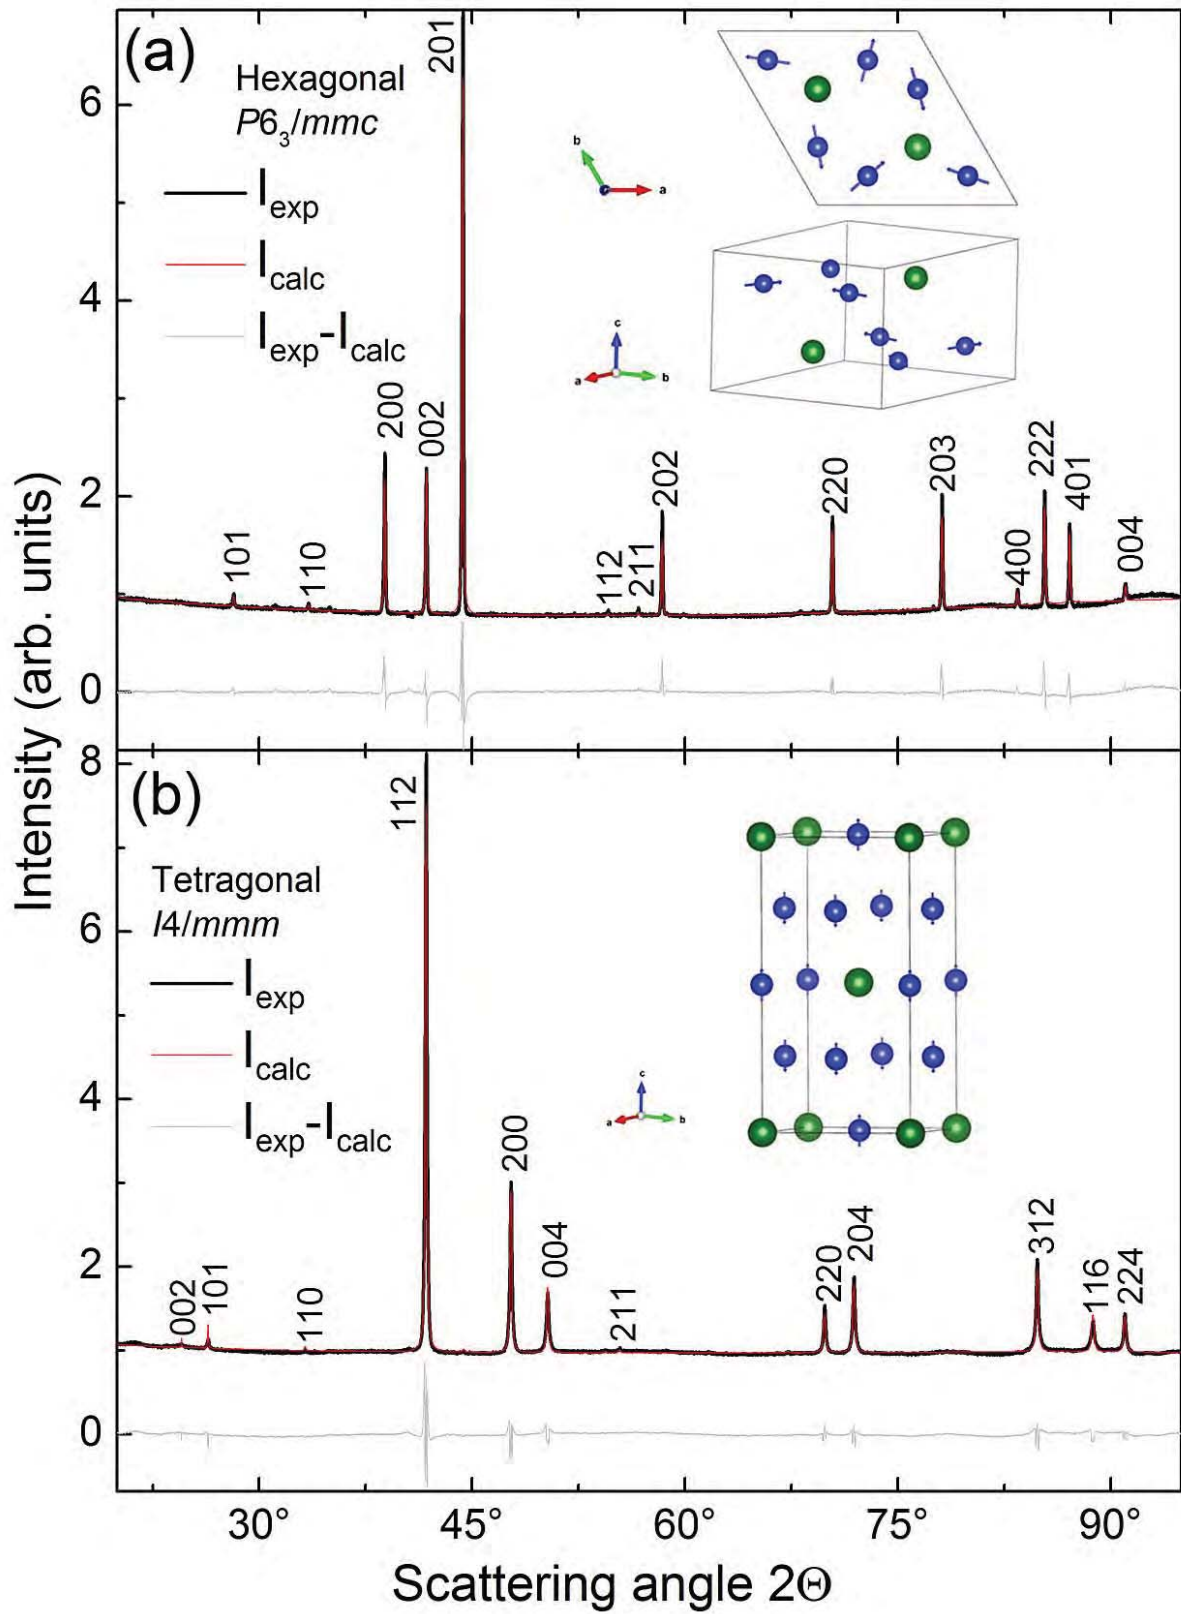 (a)
Hexagonal
P6₃/mmc
I_exp
I_calc
I_exp-I_calc
b
a
c
a
b
101
110
200
002
201
112
211
202
220
203
400
222
401
004
6
4
2
0
Intensity (arb. units)
(b)
Tetragonal
I4/mmm
I_exp
I_calc
I_exp-I_calc
c
a
b
002
101
110
112
200
004
211
220
204
312
116
224
8
6
4
2
0
30°
45°
60°
75°
90°
Scattering angle 2Θ